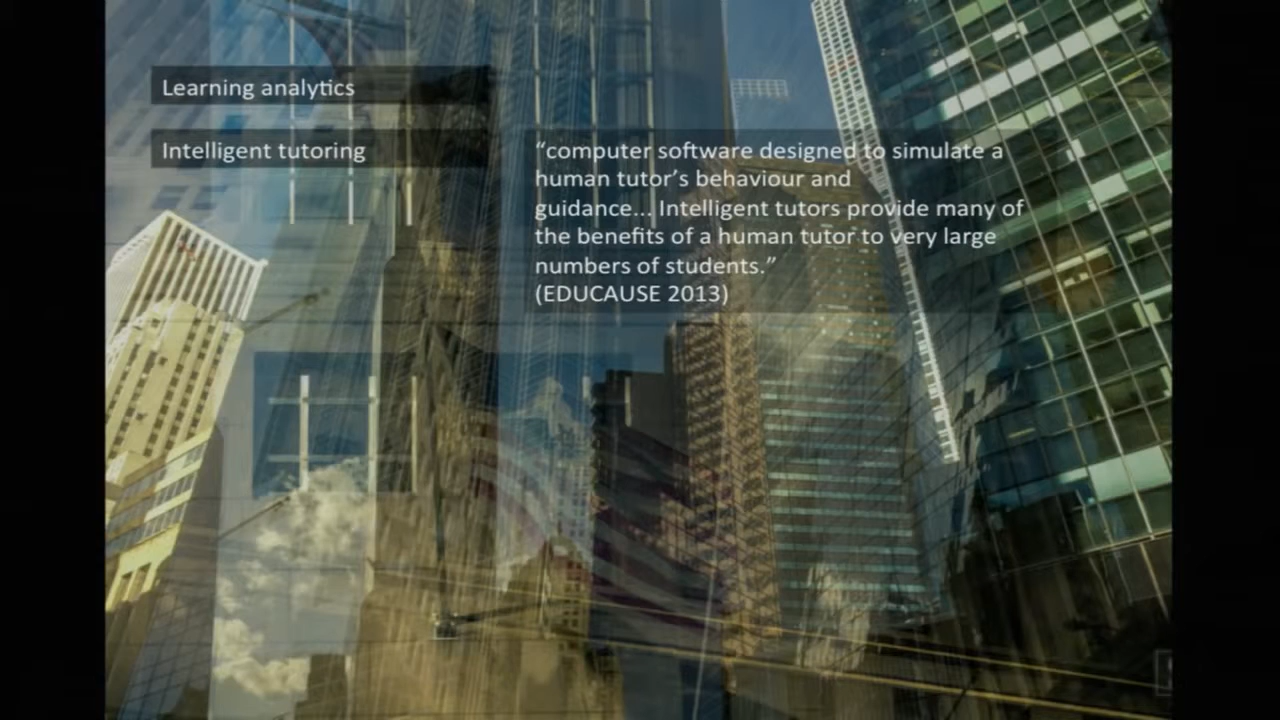 Learning analytics
Intelligent tutoring
“computer software designed to simulate a
human tutor’s behaviour and
guidance... Intelligent tutors provide many of
the benefits of a human tutor to very large
numbers of students.”
(EDUCAUSE 2013)